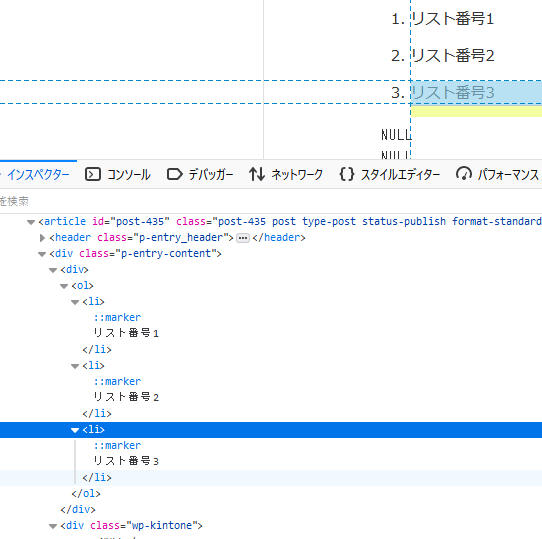 1. リスト番号1
2. リスト番号2
3. リスト番号3
NULL
NULL
インスペクター コンソール デバッガー ネットワーク {} スタイルエディター パフォーマンス
を検索
<article id="post-435" class="post-435 post type-post status-publish format-standard
<header class="p-entry_header"> ••• </header>
<div class="p-entry-content">
<div>
<ol>
<li>
::marker
リスト番号1
</li>
<li>
::marker
リスト番号2
</li>
<li>
::marker
リスト番号3
</li>
</ol>
</div>
<div class="wp-kintone">